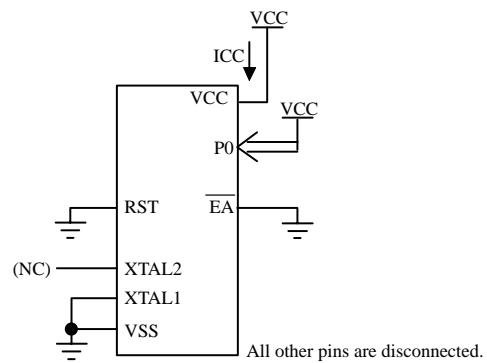 VCC
ICC
VCC
VCC
P0
RST
EA
(NC)
XTAL2
XTAL1
VSS
All other pins are disconnected.